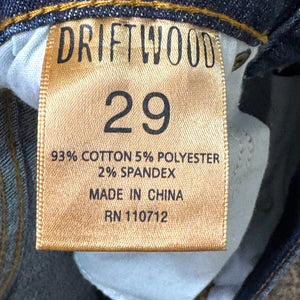 DRIFTWOOD
29
93% COTTON 5% POLYESTER
2% SPANDEX
MADE IN CHINA
RN 110712